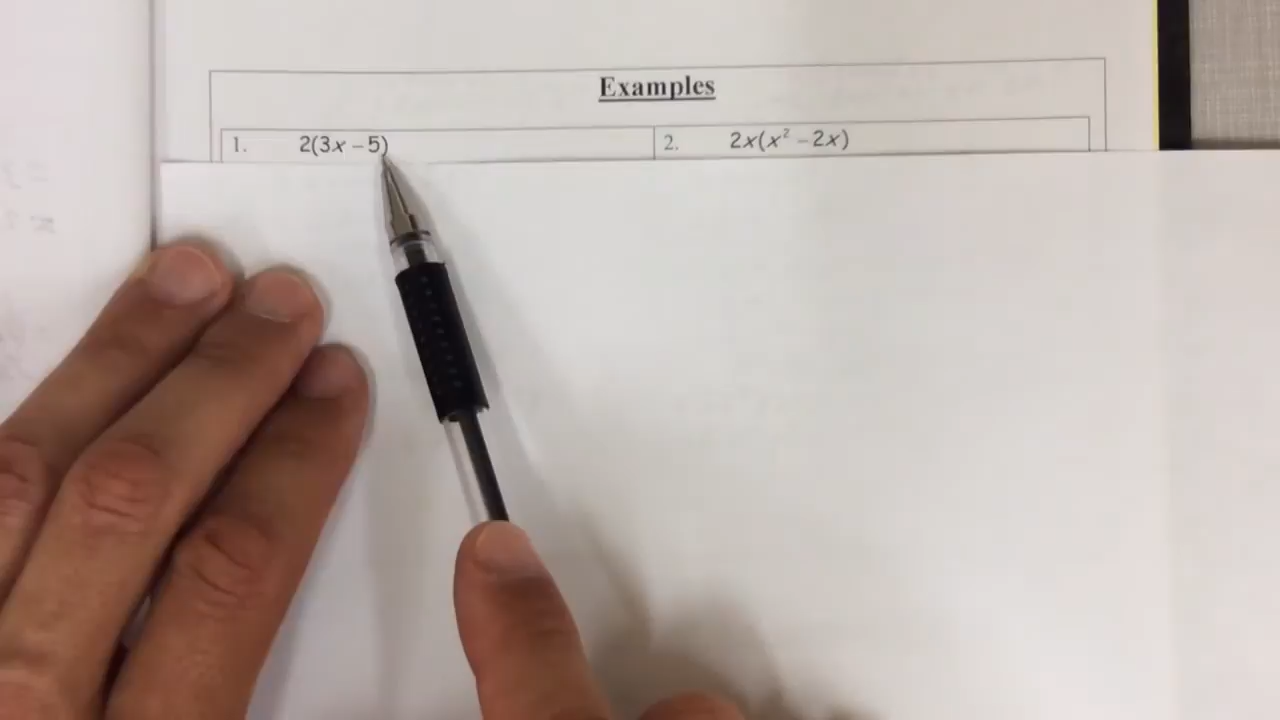 Examples
1. 2(3x – 5)
2. 2x(x² – 2x)